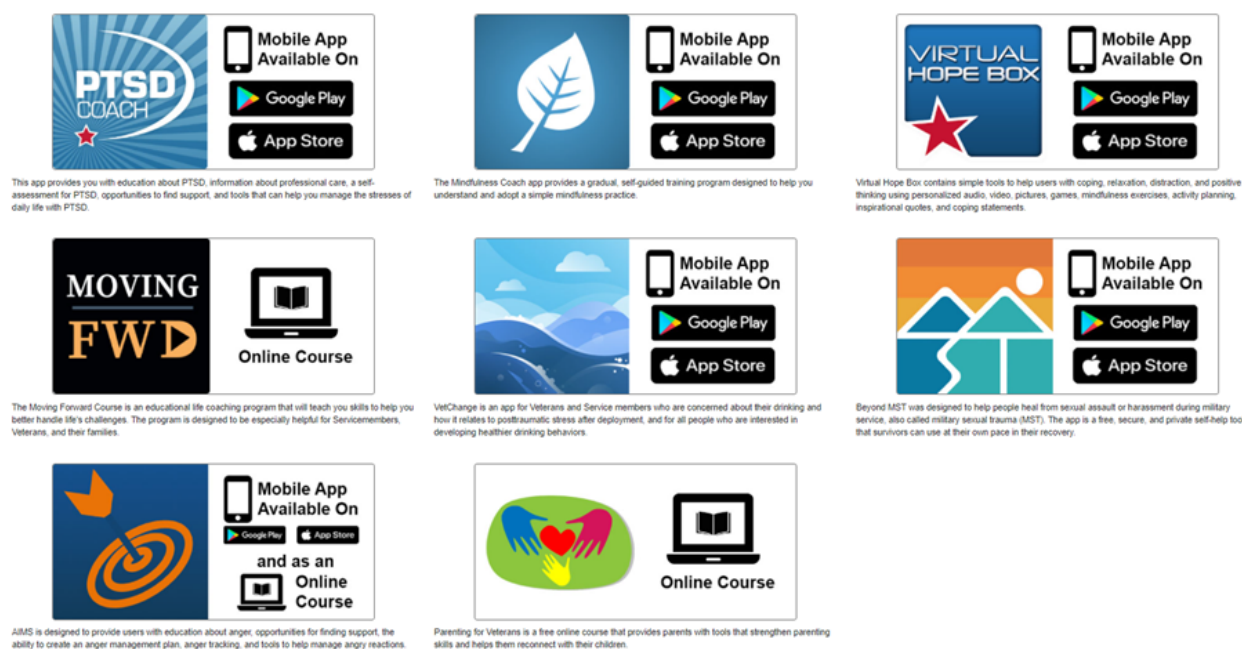 PTSD
COACH
Mobile App
Available On
Google Play
App Store
This app provides you with education about PTSD, information about professional care, a self-
assessment for PTSD, opportunities to find support, and tools that can help you manage the stresses of
daily life with PTSD.
Mobile App
Available On
Google Play
App Store
The Mindfulness Coach app provides a gradual, self-guided training program designed to help you
understand and adopt a simple mindfulness practice.
VIRTUAL
HOPE BOX
Mobile App
Available On
Google Play
App Store
Virtual Hope Box contains simple tools to help users with coping, relaxation, distraction, and positive
thinking using personalized audio, video, pictures, games, mindfulness exercises, activity planning,
inspirational quotes, and coping statements.
MOVING
FWD
Online Course
The Moving Forward Course is an educational life coaching program that will teach you skills to help you
better handle life's challenges. The program is designed to be especially helpful for Servicemembers,
Veterans, and their families.
Mobile App
Available On
Google Play
App Store
VetChange is an app for Veterans and Service members who are concerned about their drinking and
how it relates to posttraumatic stress after deployment, and for all people who are interested in
developing healthier drinking behaviors.
Mobile App
Available On
Google Play
App Store
Beyond MST was designed to help people heal from sexual assault or harassment during military
service, also called military sexual trauma (MST). The app is a free, secure, and private self-help too
that survivors can use at their own pace in their recovery.
Mobile App
Available On
Google Play App Store
and as an
Online
Course
AIMS is designed to provide users with education about anger, opportunities for finding support, the
ability to create an anger management plan, anger tracking, and tools to help manage angry reactions.
Online Course
Parenting for Veterans is a free online course that provides parents with tools that strengthen parenting
skills and helps them reconnect with their children.